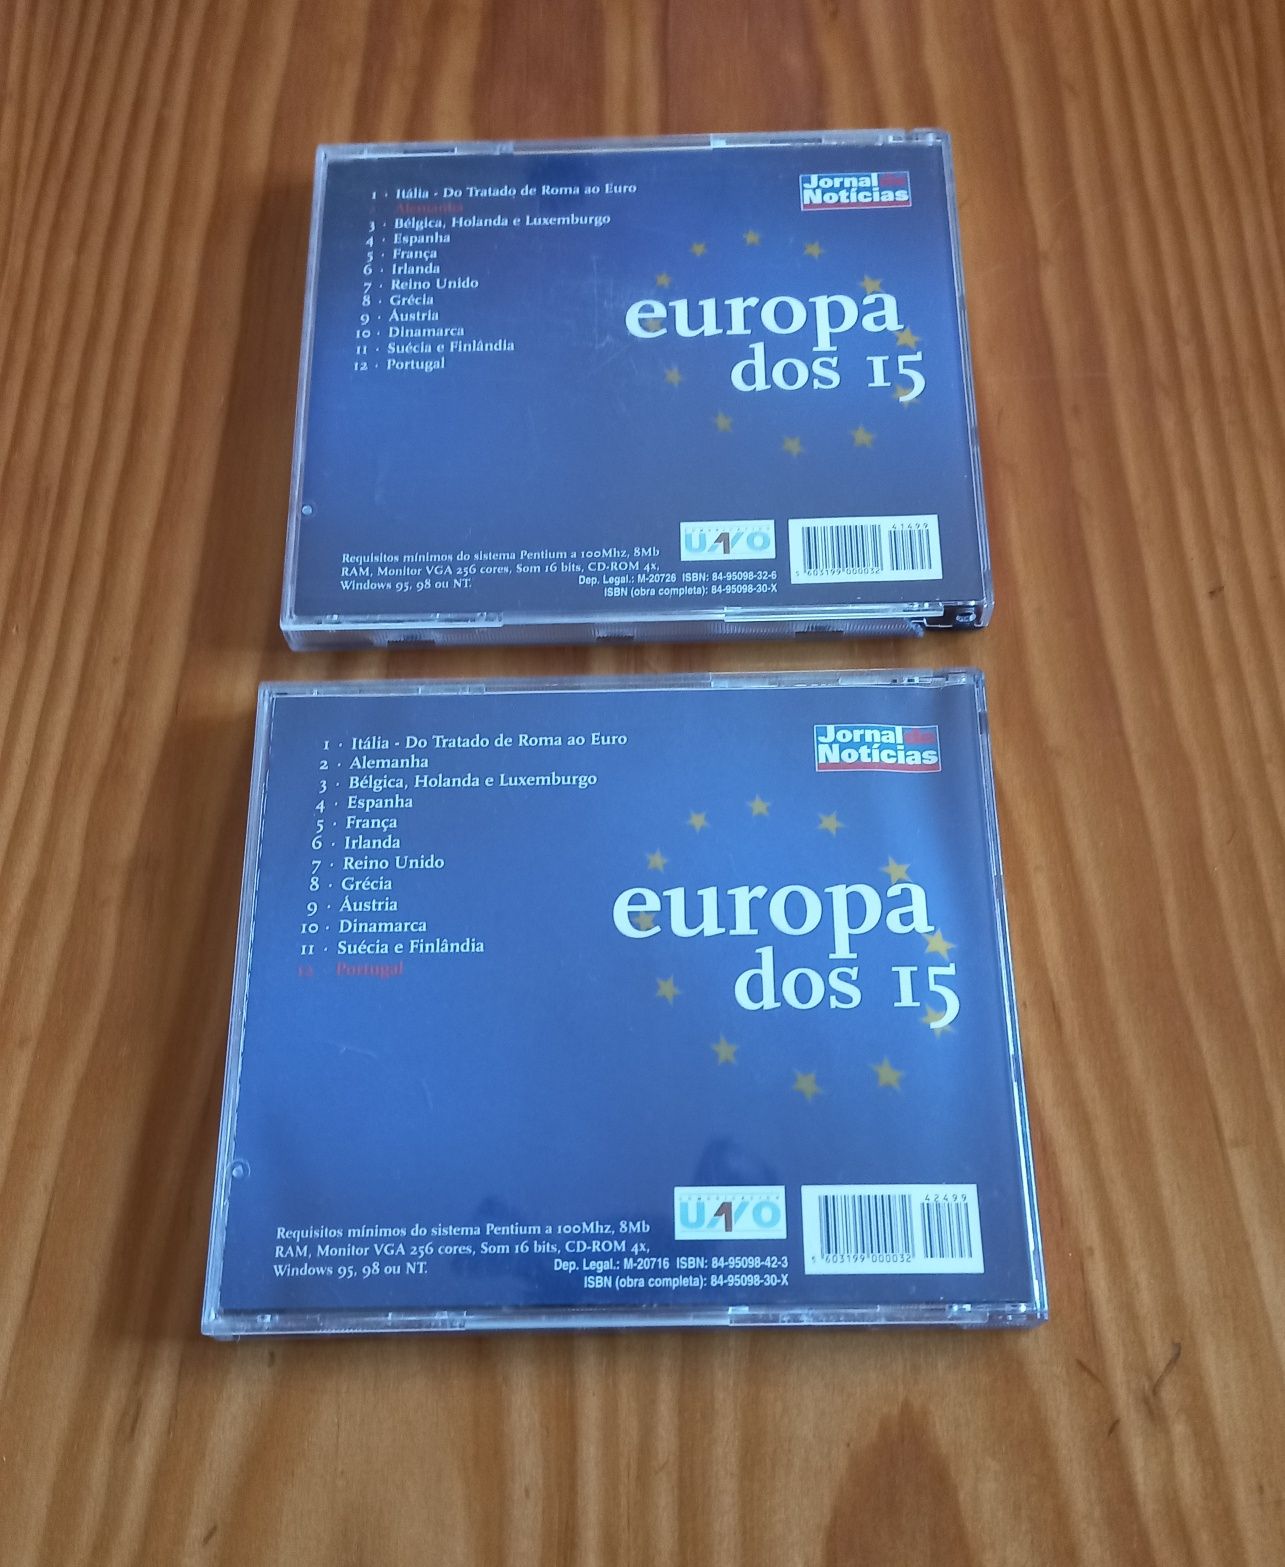 1 · Itália - Do Tratado de Roma ao Euro
2 · Alemanha
3 · Bélgica, Holanda e Luxemburgo
4 · Espanha
5 · França
6 · Irlanda
7 · Reino Unido
8 · Grécia
9 · Áustria
10 · Dinamarca
11 · Suécia e Finlândia
12 · Portugal
Jornal de
Notícias
europa
dos 15
Requisitos mínimos do sistema Pentium a 100Mhz, 8Mb
RAM, Monitor VGA 256 cores, Som 16 bits, CD-ROM 4x,
Windows 95, 98 ou NT.
COMUNICATION
Dep. Legal.: M-20726 ISBN: 84-95098-32-6
ISBN (obra completa): 84-95098-30-X
41499
5 603199 000032
1 · Itália - Do Tratado de Roma ao Euro
2 · Alemanha
3 · Bélgica, Holanda e Luxemburgo
4 · Espanha
5 · França
6 · Irlanda
7 · Reino Unido
8 · Grécia
9 · Áustria
10 · Dinamarca
11 · Suécia e Finlândia
12 · Portugal
Jornal de
Notícias
europa
dos 15
Requisitos mínimos do sistema Pentium a 100Mhz, 8Mb
RAM, Monitor VGA 256 cores, Som 16 bits, CD-ROM 4x,
Windows 95, 98 ou NT.
Dep. Legal.: M-20716 ISBN: 84-95098-42-3
ISBN (obra completa): 84-95098-30-X
42499
5 603199 000032